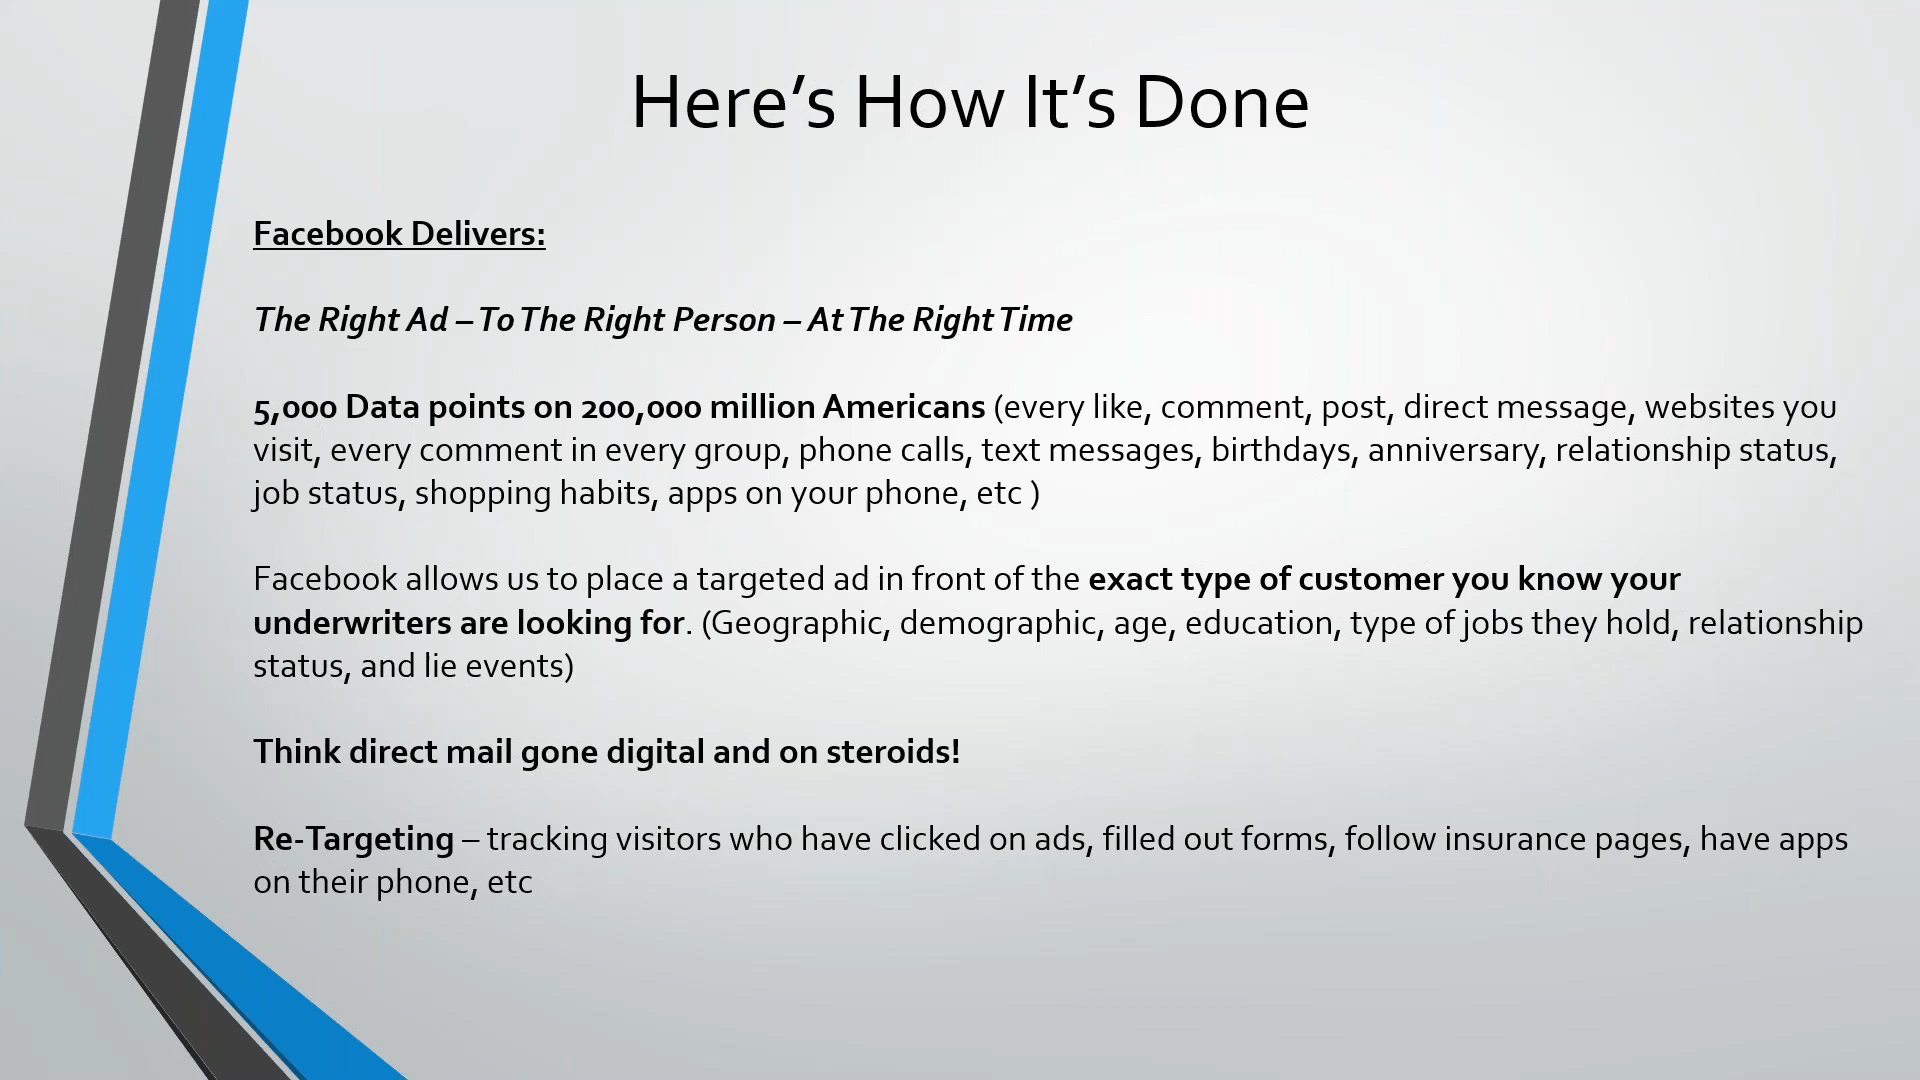 Here's How It's Done
Facebook Delivers:
The Right Ad – To The Right Person – At The Right Time
5,000 Data points on 200,000 million Americans (every like, comment, post, direct message, websites you
visit, every comment in every group, phone calls, text messages, birthdays, anniversary, relationship status,
job status, shopping habits, apps on your phone, etc )
Facebook allows us to place a targeted ad in front of the exact type of customer you know your
underwriters are looking for. (Geographic, demographic, age, education, type of jobs they hold, relationship
status, and lie events)
Think direct mail gone digital and on steroids!
Re-Targeting – tracking visitors who have clicked on ads, filled out forms, follow insurance pages, have apps
on their phone, etc